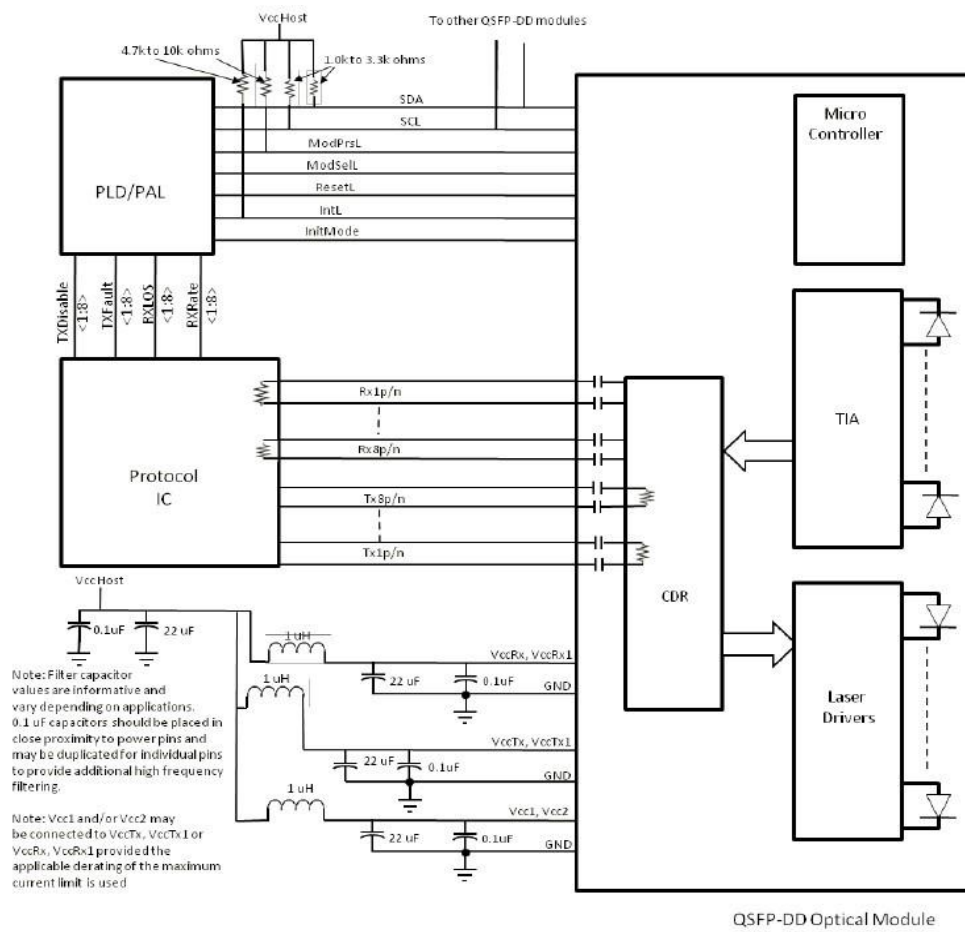 VccHost
To other QSFP-DD modules
4.7k to 10k ohms
1.0k to 3.3k ohms
SDA
SCL
ModPrsL
ModSelL
ResetL
IntL
InitMode
PLD/PAL
Micro
Controller
TXDisable
<1:8>
TXFault
<1:8>
RXLOS
<1:8>
RXRate
<1:8>
Rx1p/n
Rx8p/n
Tx8p/n
Tx1p/n
Protocol
IC
TIA
CDR
Laser
Drivers
VccHost
0.1uF
22 uF
1 uH
VccRx, VccRx1
22 uF
0.1uF
GND
1 uH
VccTx, VccTx1
22 uF
0.1uF
GND
1 uH
Vcc1, Vcc2
22 uF
0.1uF
GND
Note: Filter capacitor
values are informative and
vary depending on applications.
0.1 uF capacitors should be placed in
close proximity to power pins and
may be duplicated for individual pins
to provide additional high frequency
filtering.
Note: Vcc1 and/or Vcc2 may
be connected to VccTx, VccTx1 or
VccRx, VccRx1 provided the
applicable derating of the maximum
current limit is used
QSFP-DD Optical Module